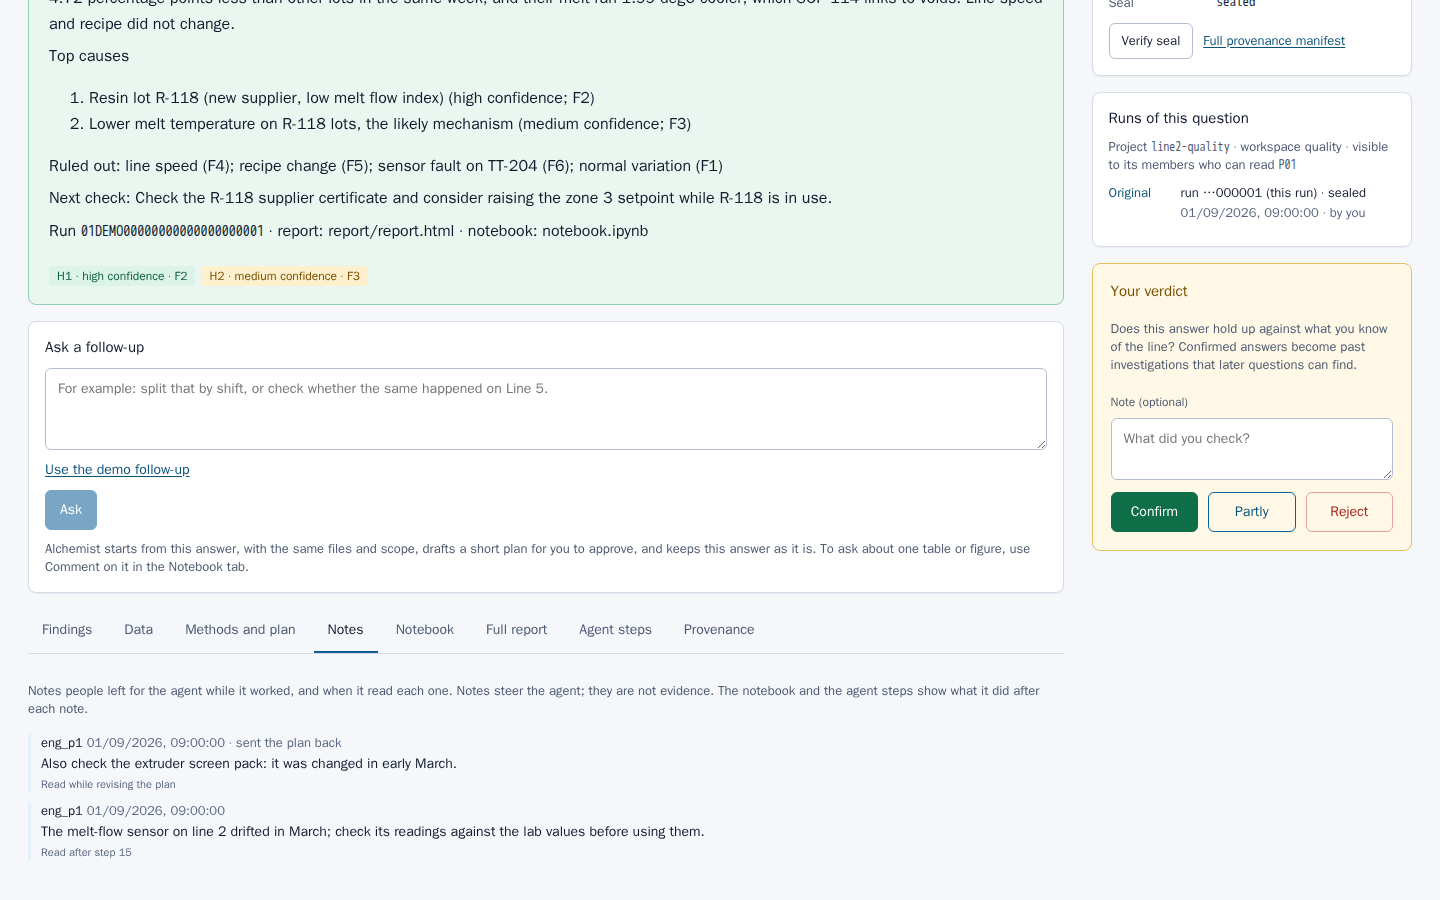 and recipe did not change.
Top causes
1. Resin lot R-118 (new supplier, low melt flow index) (high confidence; F2)
2. Lower melt temperature on R-118 lots, the likely mechanism (medium confidence; F3)
Ruled out: line speed (F4); recipe change (F5); sensor fault on TT-204 (F6); normal variation (F1)
Next check: Check the R-118 supplier certificate and consider raising the zone 3 setpoint while R-118 is in use.
Run 01DEMO00000000000000000001 · report: report/report.html · notebook: notebook.ipynb
H1 · high confidence · F2
H2 · medium confidence · F3
Ask a follow-up
For example: split that by shift, or check whether the same happened on Line 5.
Use the demo follow-up
Ask
Alchemist starts from this answer, with the same files and scope, drafts a short plan for you to approve, and keeps this answer as it is. To ask about one table or figure, use
Comment on it in the Notebook tab.
Findings
Data
Methods and plan
Notes
Notebook
Full report
Agent steps
Provenance
Notes people left for the agent while it worked, and when it read each one. Notes steer the agent; they are not evidence. The notebook and the agent steps show what it did after
each note.
eng_p1 01/09/2026, 09:00:00 · sent the plan back
Also check the extruder screen pack: it was changed in early March.
Read while revising the plan
eng_p1 01/09/2026, 09:00:00
The melt-flow sensor on line 2 drifted in March; check its readings against the lab values before using them.
Read after step 15
Seal sealed
Verify seal
Full provenance manifest
Runs of this question
Project line2-quality · workspace quality · visible
to its members who can read P01
Original run ···000001 (this run) · sealed
01/09/2026, 09:00:00 · by you
Your verdict
Does this answer hold up against what you know
of the line? Confirmed answers become past
investigations that later questions can find.
Note (optional)
What did you check?
Confirm
Partly
Reject